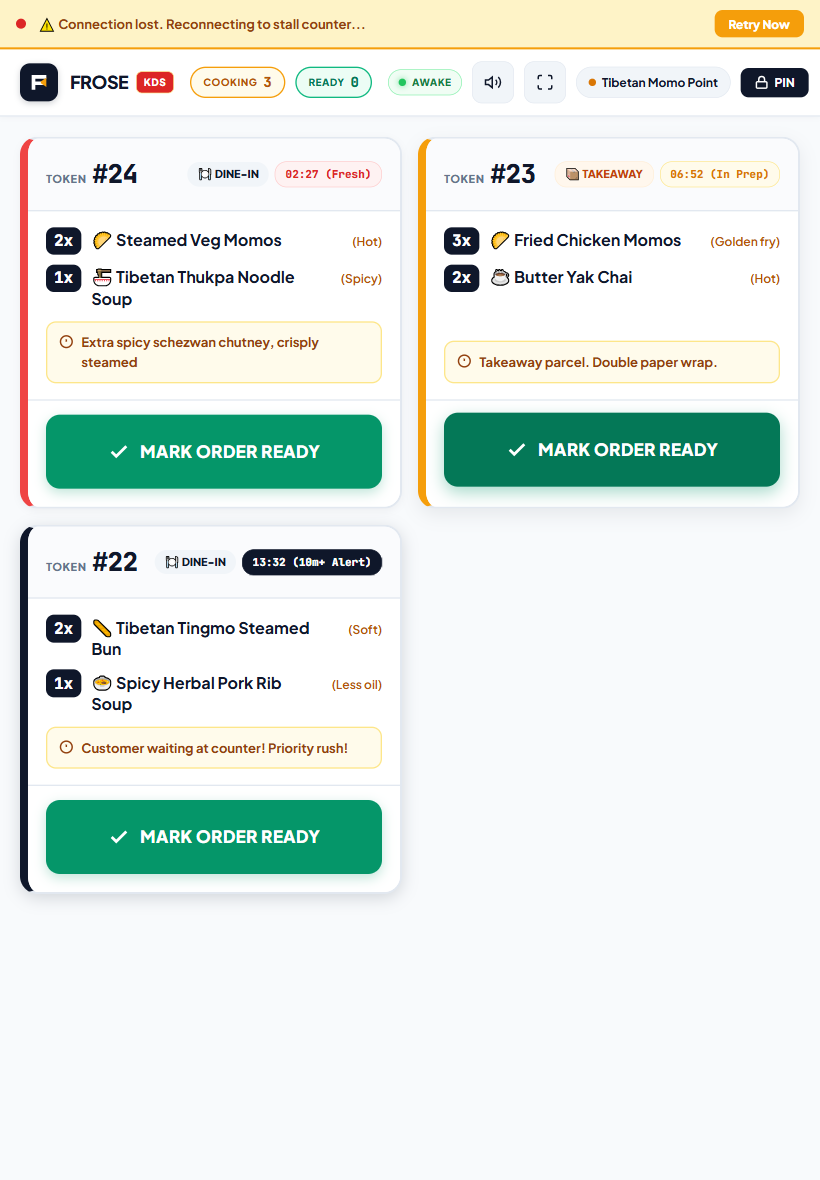 ⚠️ Connection lost. Reconnecting to stall counter...
Retry Now
FROSE KDS
COOKING 3
READY 0
AWAKE
Tibetan Momo Point
PIN
TOKEN #24
DINE-IN
02:27 (Fresh)
2x 🥟 Steamed Veg Momos (Hot)
1x 🍜 Tibetan Thukpa Noodle (Spicy)
Soup
Extra spicy schezwan chutney, crisply
steamed
MARK ORDER READY
TOKEN #23
TAKEAWAY
06:52 (In Prep)
3x 🥟 Fried Chicken Momos (Golden fry)
2x ☕ Butter Yak Chai (Hot)
Takeaway parcel. Double paper wrap.
MARK ORDER READY
TOKEN #22
DINE-IN
13:32 (10m+ Alert)
2x 🥖 Tibetan Tingmo Steamed (Soft)
Bun
1x 🍲 Spicy Herbal Pork Rib (Less oil)
Soup
Customer waiting at counter! Priority rush!
MARK ORDER READY